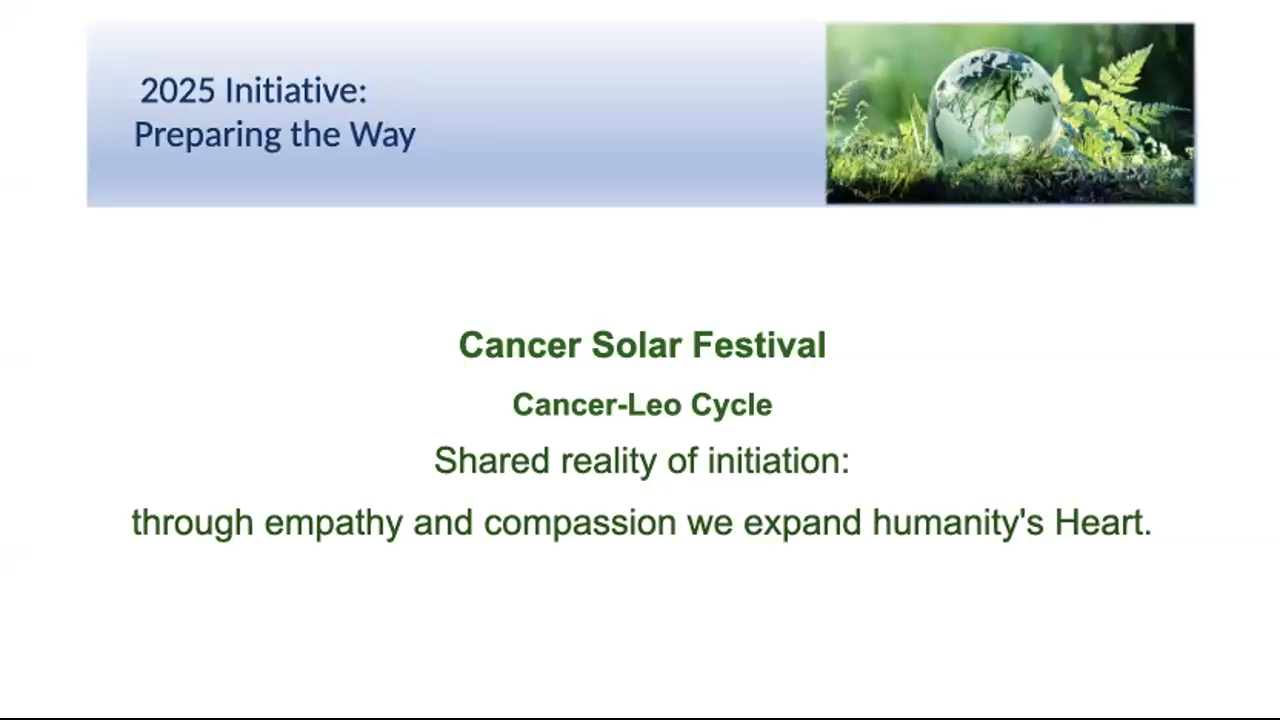 2025 Initiative:
Preparing the Way
Cancer Solar Festival
Cancer-Leo Cycle
Shared reality of initiation:
through empathy and compassion we expand humanity's Heart.